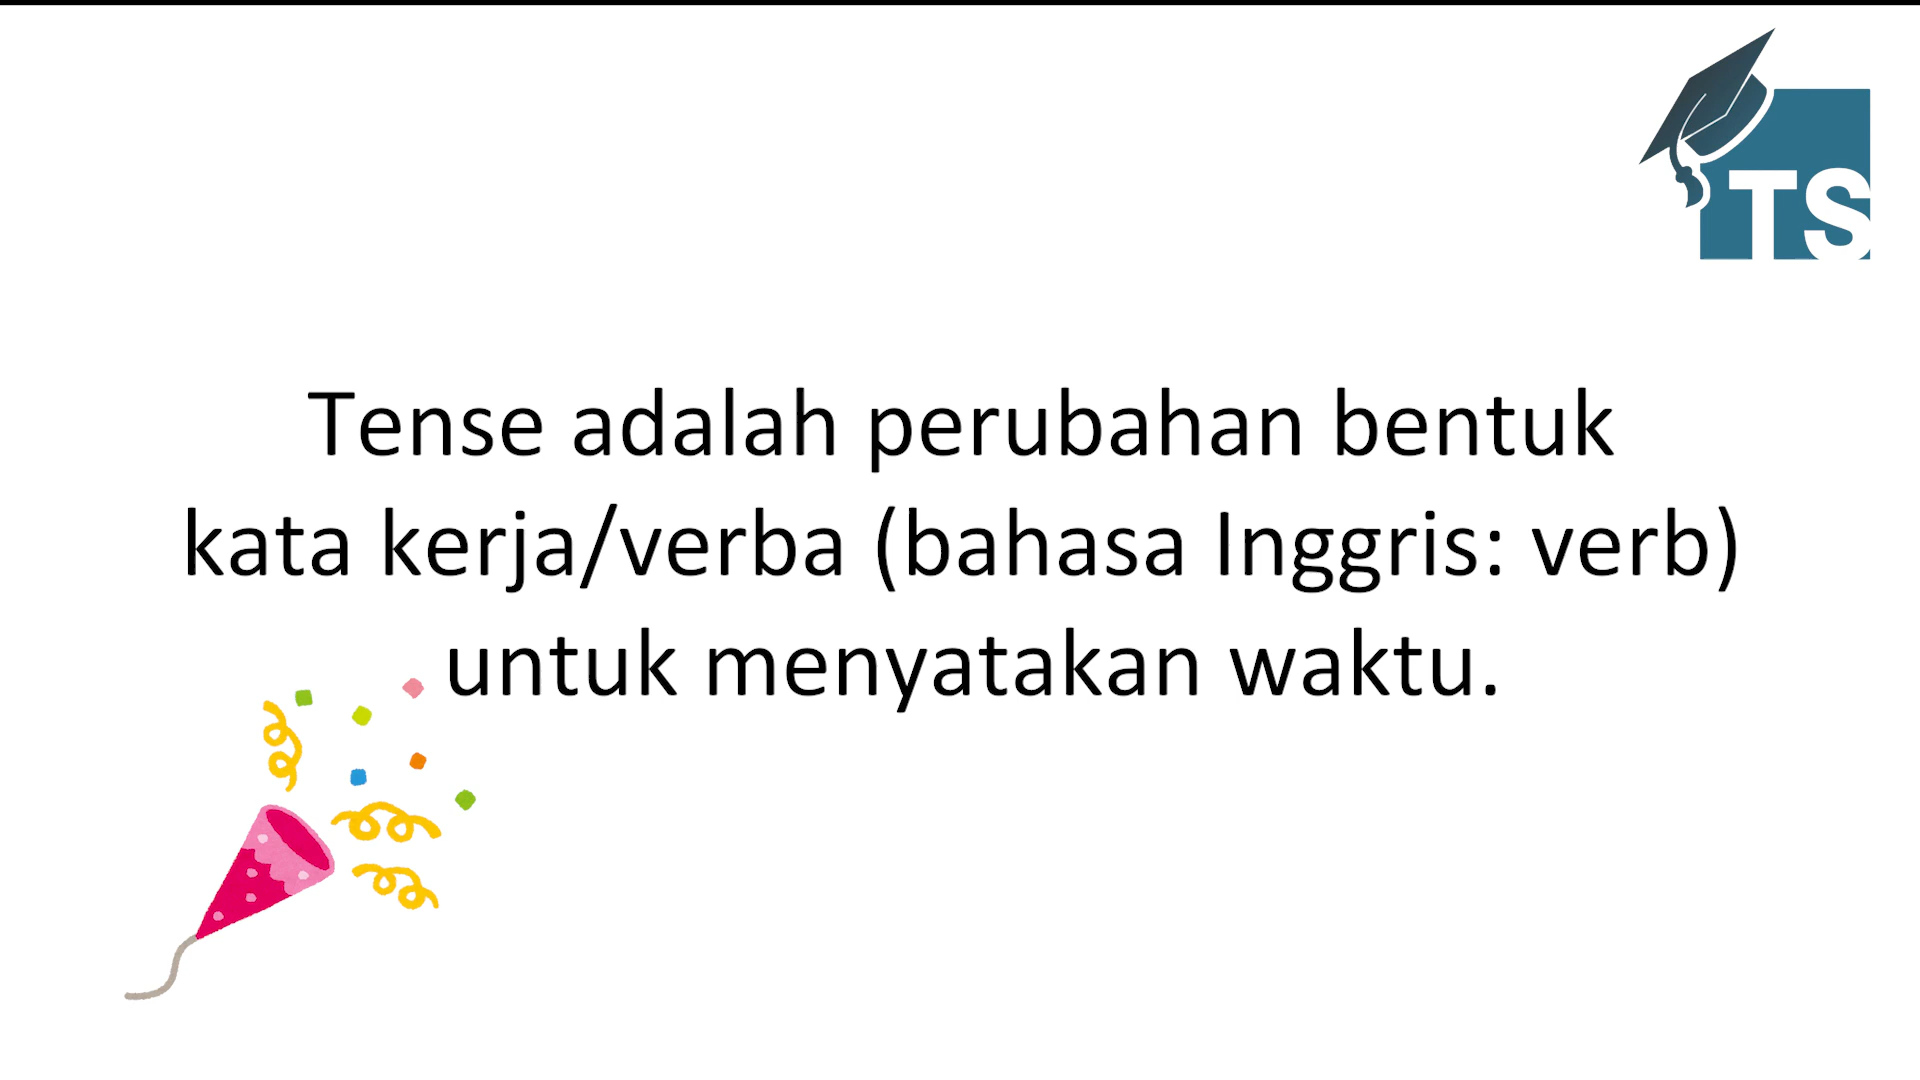 TS
Tense adalah perubahan bentuk
kata kerja/verba (bahasa Inggris: verb)
untuk menyatakan waktu.